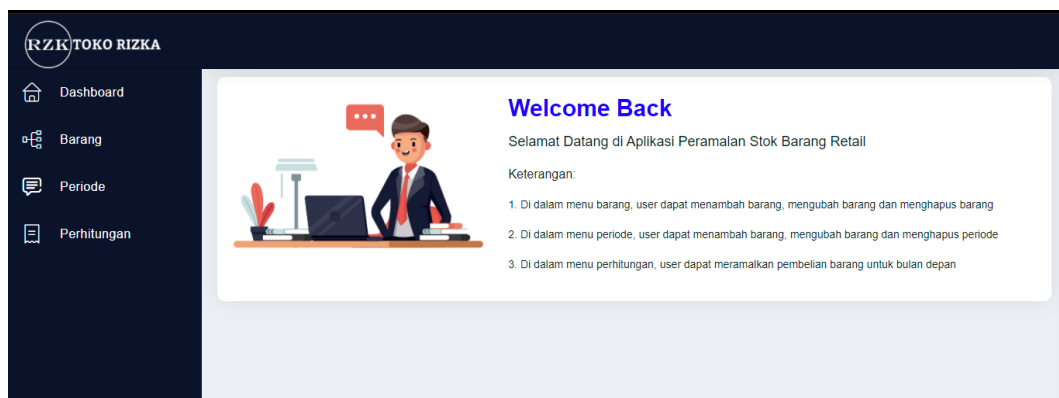 RZK TOKO RIZKA
Dashboard
Barang
Periode
Perhitungan
Welcome Back
Selamat Datang di Aplikasi Peramalan Stok Barang Retail
Keterangan:
1. Di dalam menu barang, user dapat menambah barang, mengubah barang dan menghapus barang
2. Di dalam menu periode, user dapat menambah barang, mengubah barang dan menghapus periode
3. Di dalam menu perhitungan, user dapat meramalkan pembelian barang untuk bulan depan